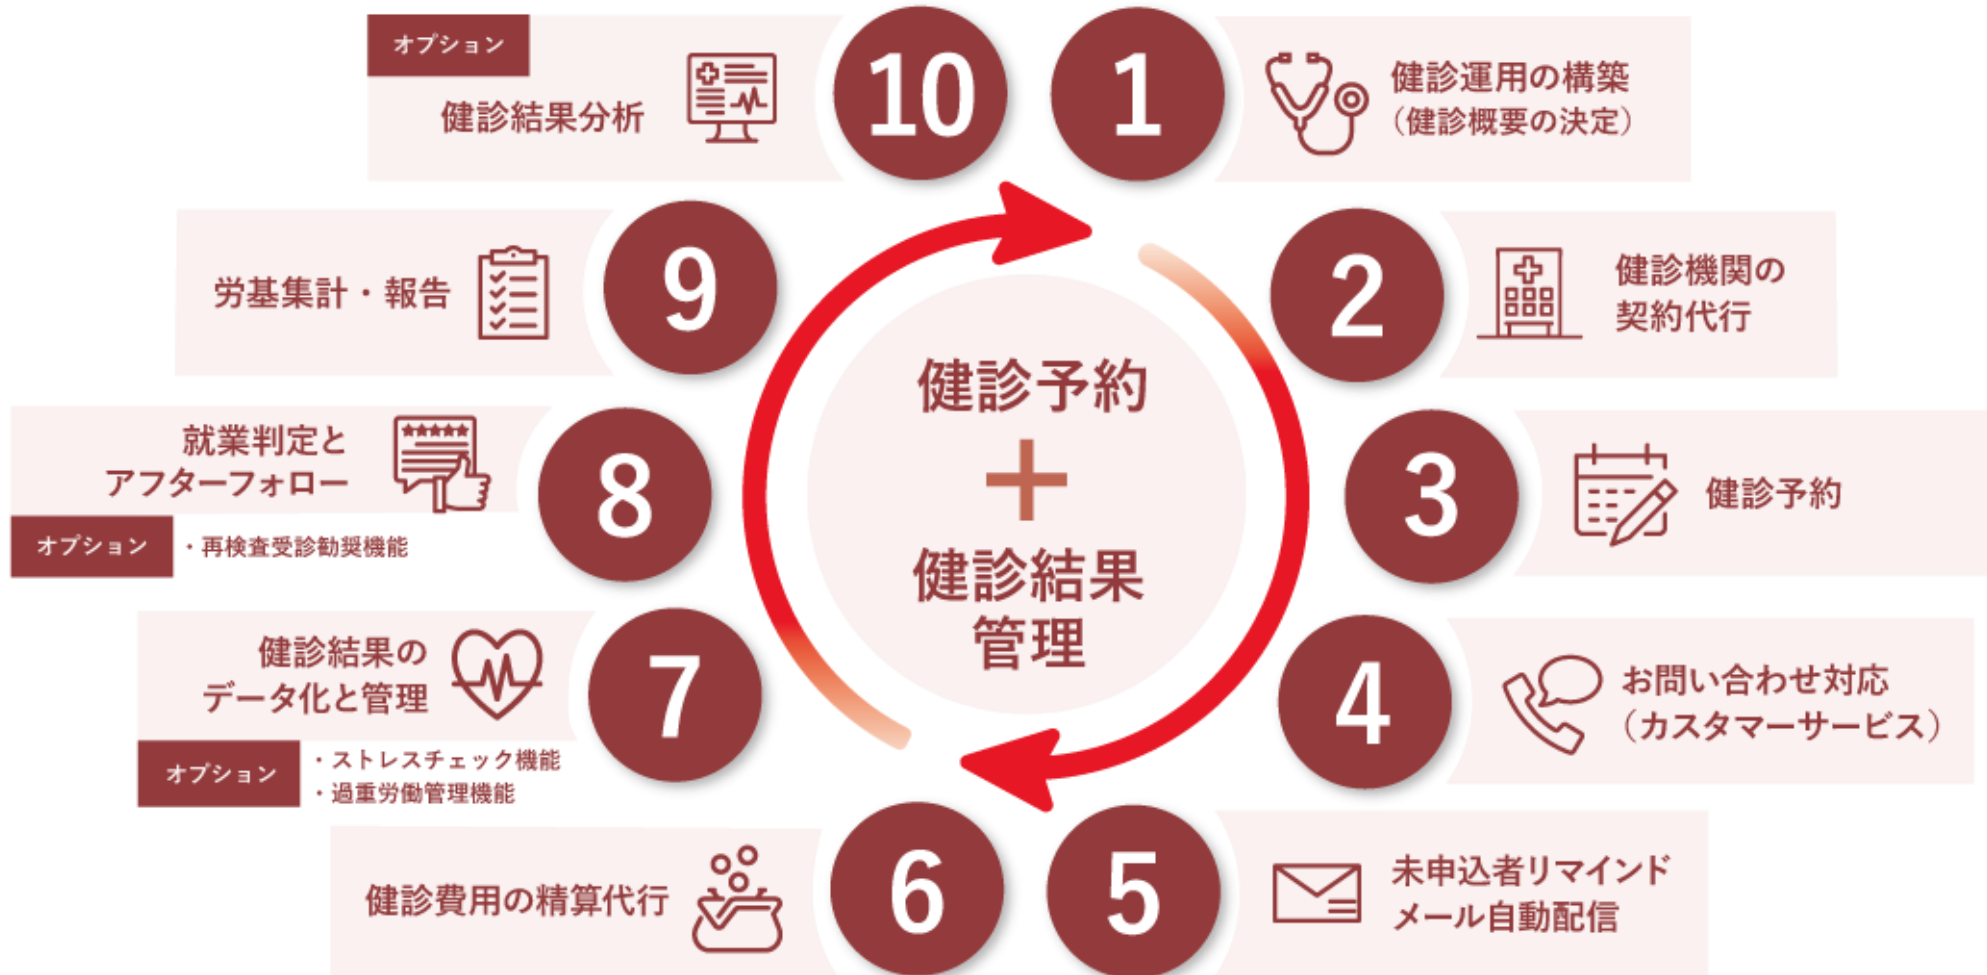 健診予約
+
健診結果
管理
1
健診運用の構築
（健診概要の決定）
2
健診機関の
契約代行
3
健診予約
4
お問い合わせ対応
（カスタマーサービス）
5
未申込者リマインド
メール自動配信
6
健診費用の精算代行
7
健診結果の
データ化と管理
オプション
・ストレスチェック機能
・過重労働管理機能
8
就業判定と
アフターフォロー
オプション
・再検査受診勧奨機能
9
労基集計・報告
10
オプション
健診結果分析